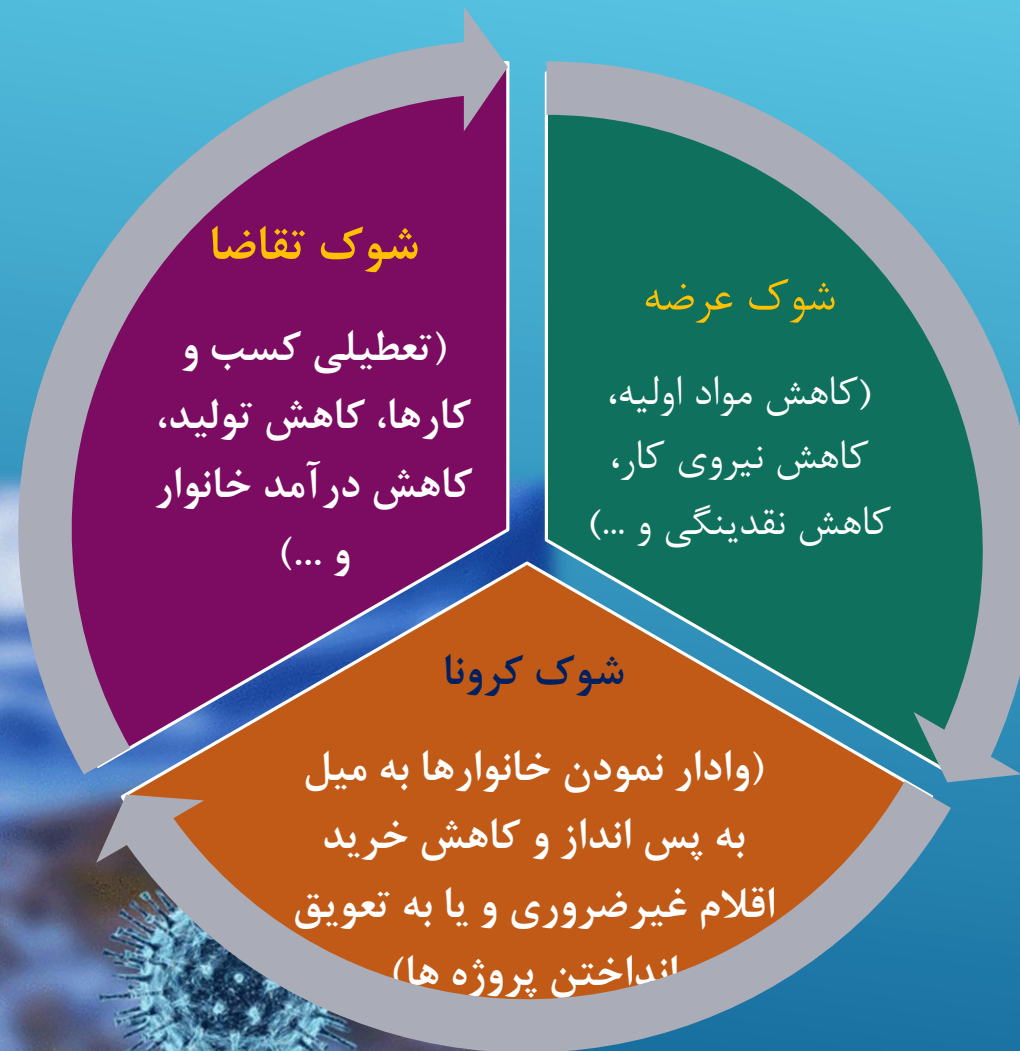 شوک عرضه
(کاهش مواد اولیه،
کاهش نیروی کار،
کاهش نقدینگی و ...)
شوک کرونا
(وادار نمودن خانوارها به میل
به پس انداز و کاهش خرید
اقلام غیرضروری و یا به تعویق
انداختن پروژه ها)
شوک تقاضا
(تعطیلی کسب و
کارها، کاهش تولید،
کاهش درآمد خانوار
و ...)